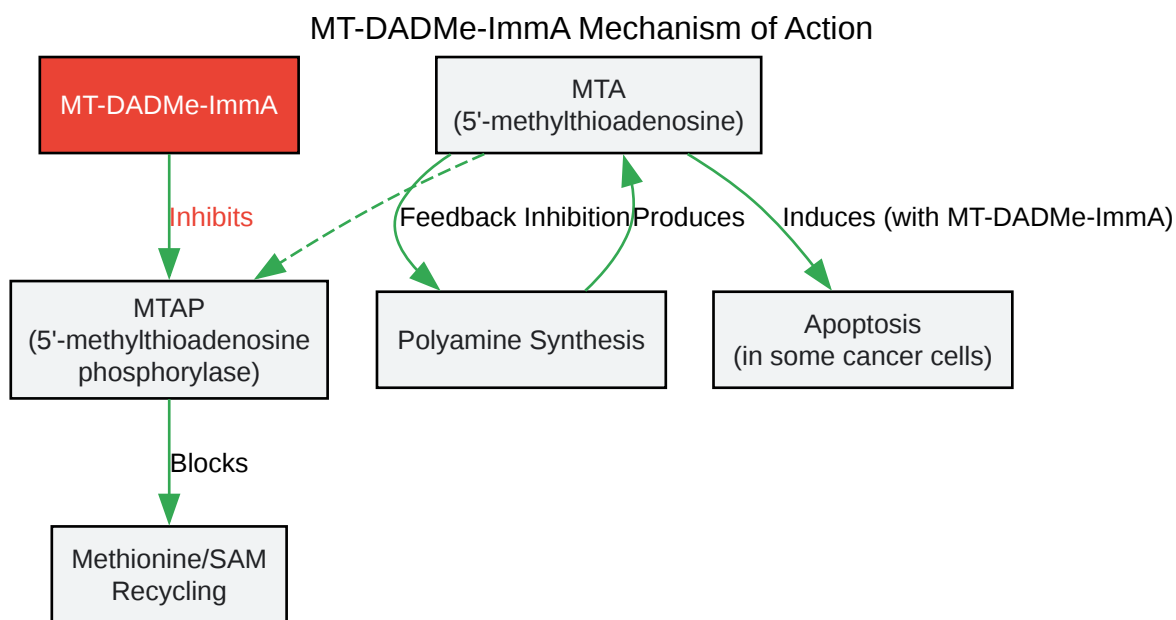 MT-DADMe-ImmA Mechanism of Action
MT-DADMe-ImmA
MTA
(5'-methylthioadenosine)
Inhibits
Feedback Inhibition
Produces
Induces (with MT-DADMe-ImmA)
MTAP
(5'-methylthioadenosine
phosphorylase)
Polyamine Synthesis
Apoptosis
(in some cancer cells)
Blocks
Methionine/SAM
Recycling